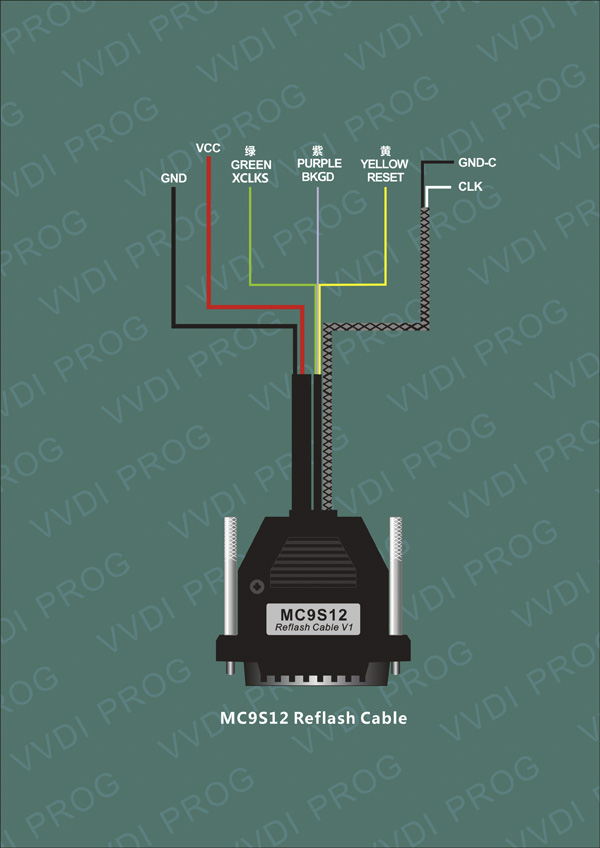 VVDI PROG
VCC
GND
绿
GREEN
XCLKS
紫
PURPLE
BKGD
黄
YELLOW
RESET
GND-C
CLK
MC9S12
Reflash Cable V1
MC9S12 Reflash Cable